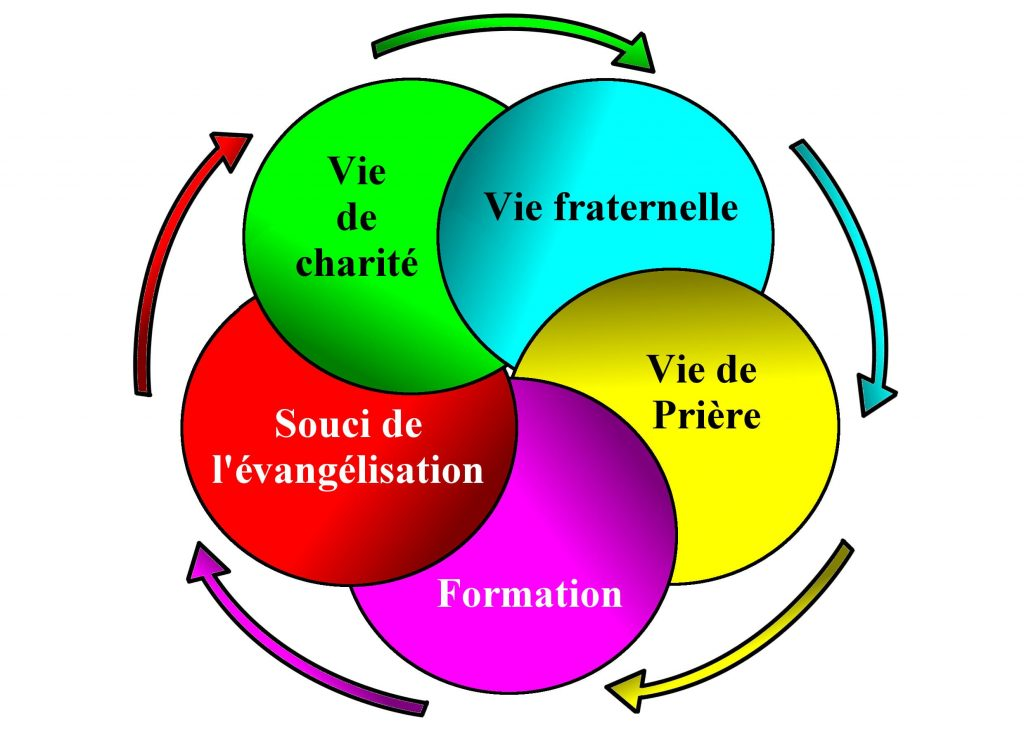 Vie
de
charité
Vie fraternelle
Vie de
Prière
Souci de
l'évangélisation
Formation